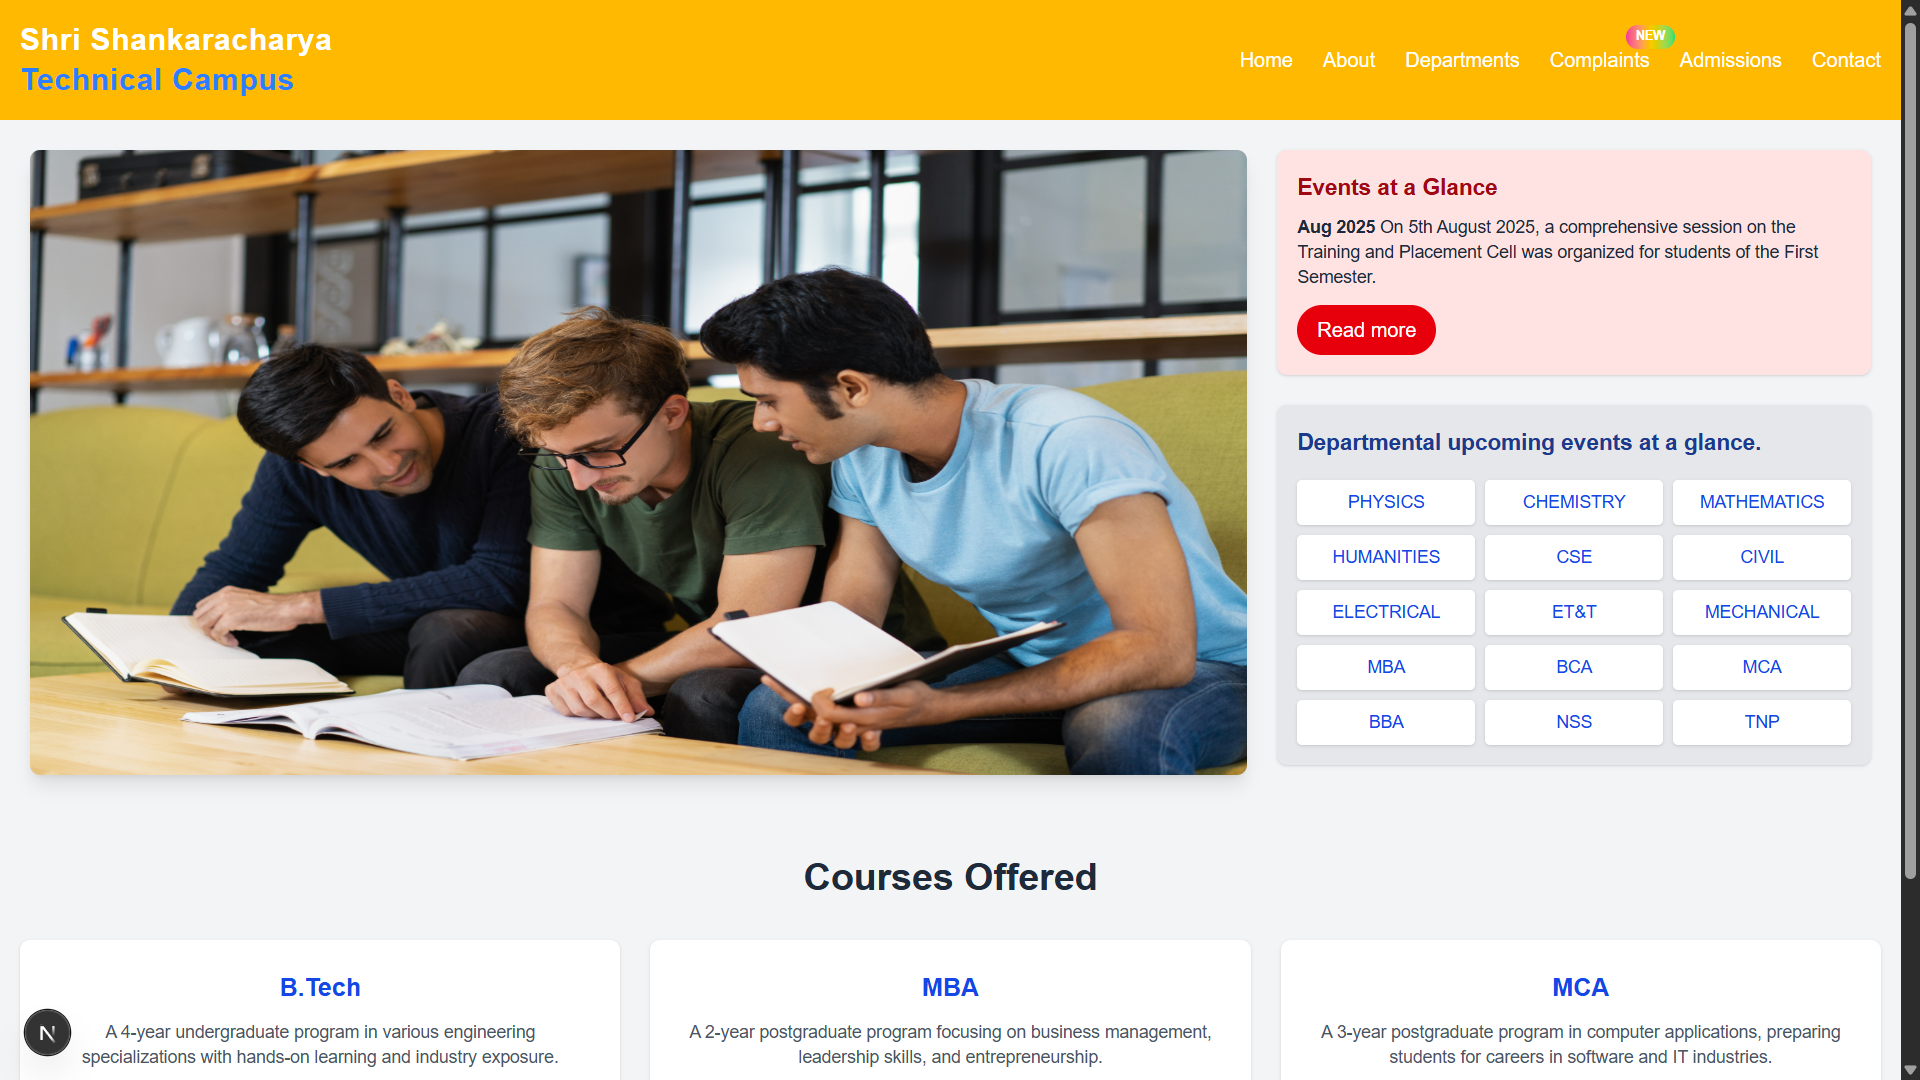 Shri Shankaracharya
Technical Campus
Home About Departments Complaints NEW Admissions Contact
Events at a Glance
Aug 2025 On 5th August 2025, a comprehensive session on the
Training and Placement Cell was organized for students of the First
Semester.
Read more
Departmental upcoming events at a glance.
PHYSICS CHEMISTRY MATHEMATICS
HUMANITIES CSE CIVIL
ELECTRICAL ET&T MECHANICAL
MBA BCA MCA
BBA NSS TNP
Courses Offered
B.Tech
A 4-year undergraduate program in various engineering
specializations with hands-on learning and industry exposure.
MBA
A 2-year postgraduate program focusing on business management,
leadership skills, and entrepreneurship.
MCA
A 3-year postgraduate program in computer applications, preparing
students for careers in software and IT industries.
N